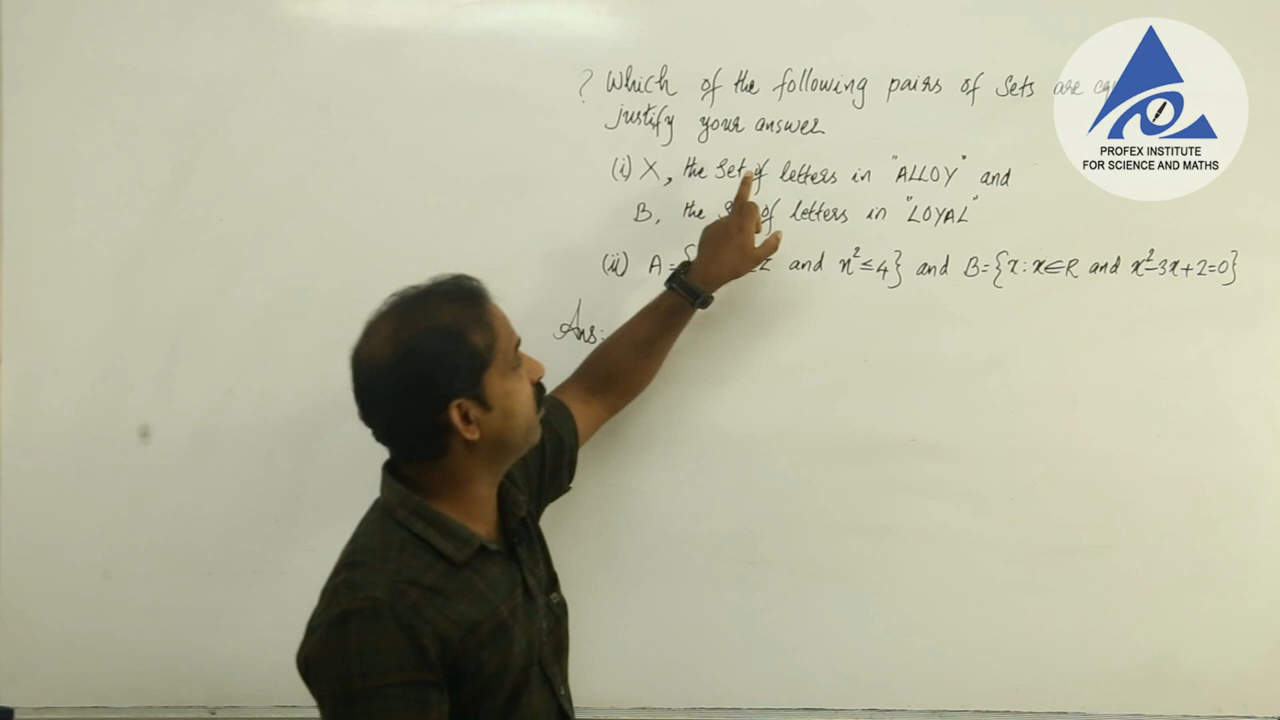 ? Which of the following pairs of Sets are
justify your answer
(i) X, the Set of letters in "ALLOY" and
B, the of letters in "LOYAL"
(ii) A={ and n²≤4} and B={x:x∈R and x²-3x+2=0}
Ans:
PROFEX INSTITUTE
FOR SCIENCE AND MATHS